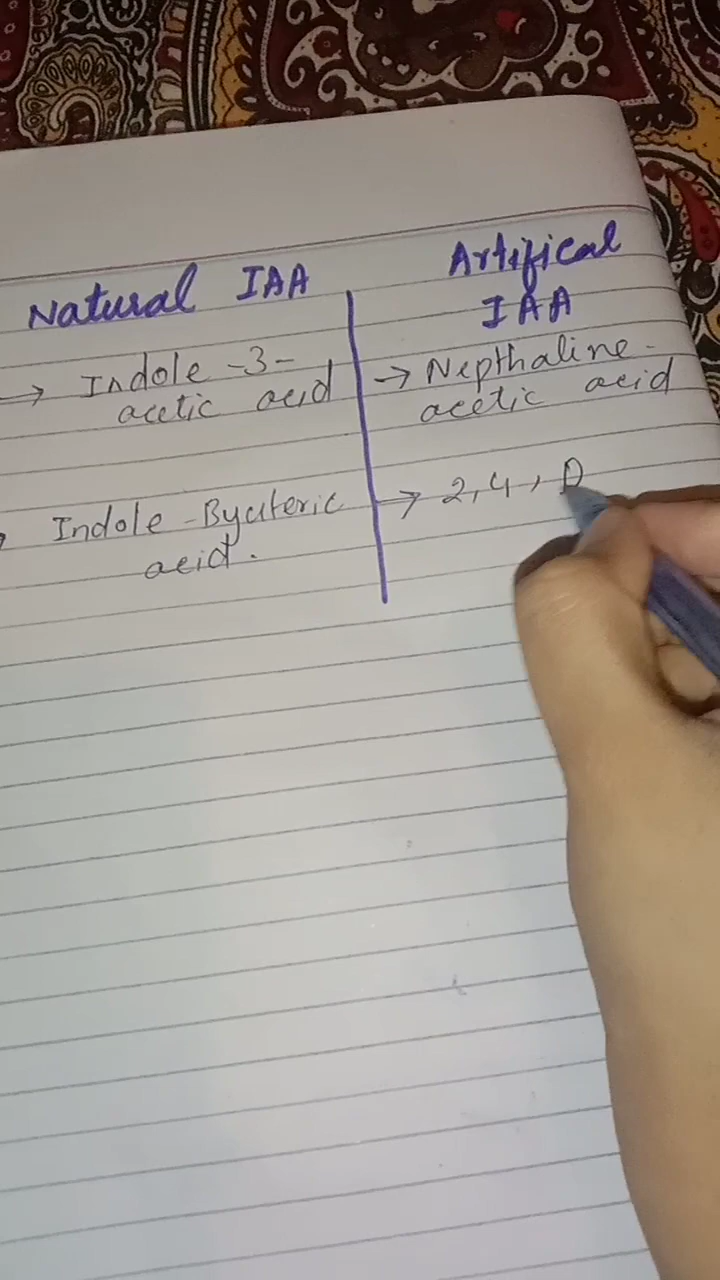 Natural IAA
Artifical
IAA
→ Indole -3-
acetic acid
→ Nepthaline-
acetic acid
Indole -Byuteric
acid.
→ 2,4, D